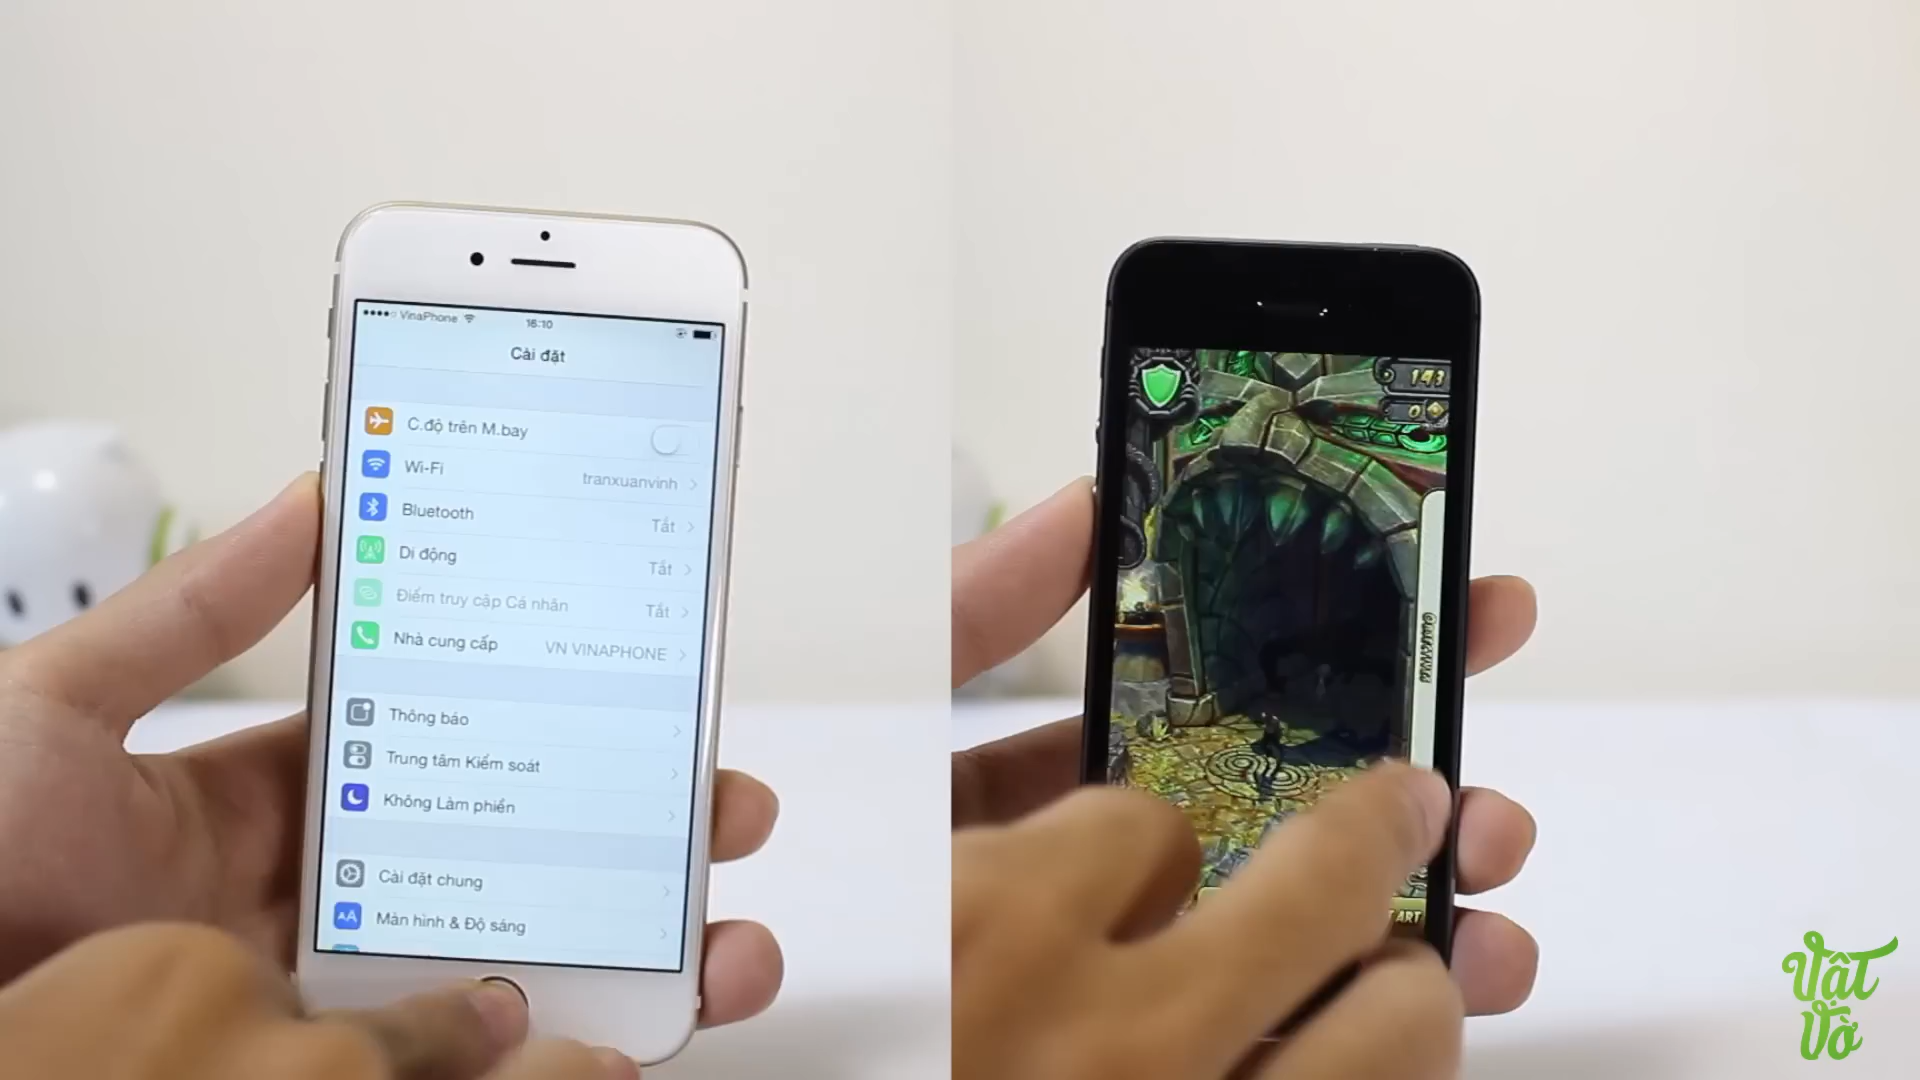 VinaPhone
16:10
Cài đặt
C.độ trên M.bay
Wi-Fi tranxuanvinh
Bluetooth Tắt
Di động Tắt
Điểm truy cập Cá nhân Tắt
Nhà cung cấp VN VINAPHONE
Thông báo
Trung tâm Kiểm soát
Không Làm phiền
Cài đặt chung
AA Màn hình & Độ sáng
143
0
T ART
Vật
Vờ